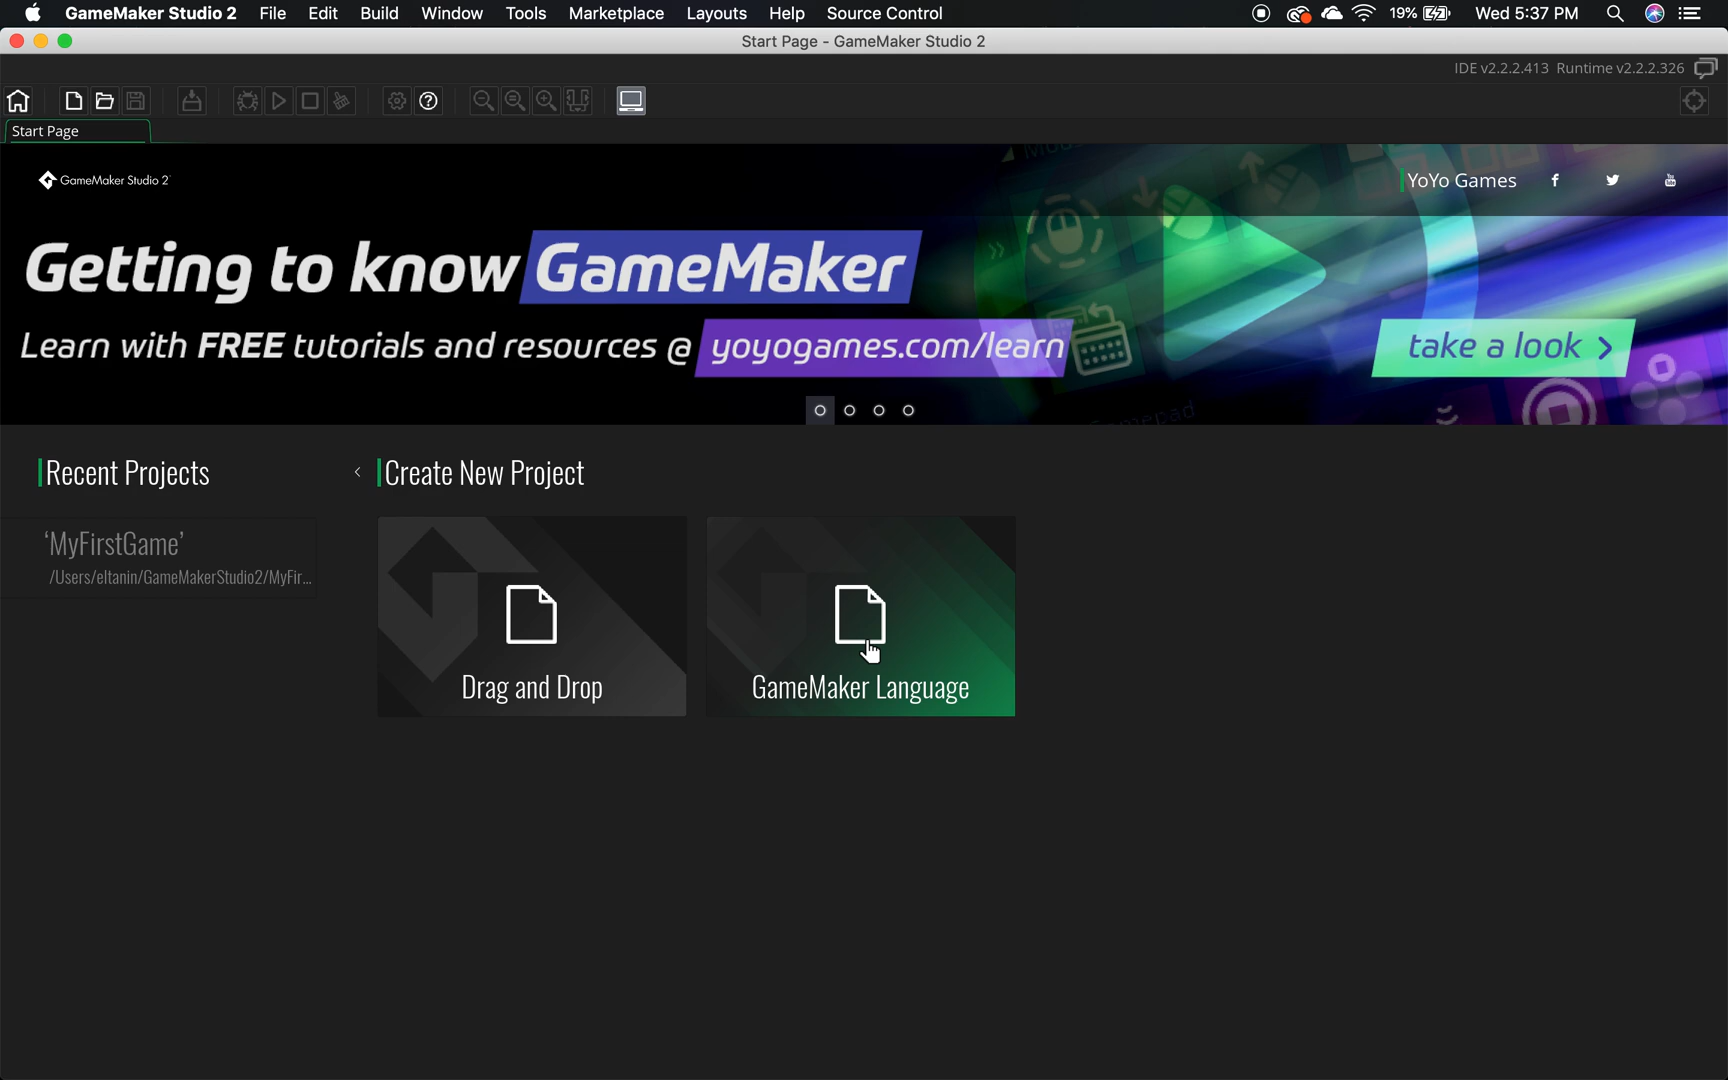 GameMaker Studio 2 File Edit Build Window Tools Marketplace Layouts Help Source Control 19% Wed 5:37 PM
Start Page - GameMaker Studio 2
IDE v2.2.2.413 Runtime v2.2.2.326
Start Page
GameMaker Studio 2
YoYo Games
Getting to know GameMaker
Learn with FREE tutorials and resources @ yoyogames.com/learn
take a look >
Recent Projects
< Create New Project
‘MyFirstGame’
/Users/eltanin/GameMakerStudio2/MyFir...
Drag and Drop
GameMaker Language